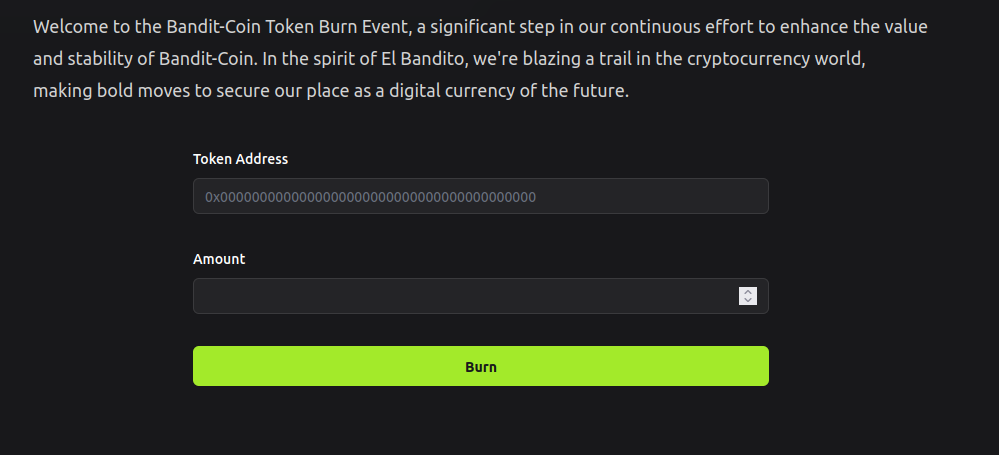 Welcome to the Bandit-Coin Token Burn Event, a significant step in our continuous effort to enhance the value
and stability of Bandit-Coin. In the spirit of El Bandito, we're blazing a trail in the cryptocurrency world,
making bold moves to secure our place as a digital currency of the future.
Token Address
0x0000000000000000000000000000000000000000
Amount
Burn